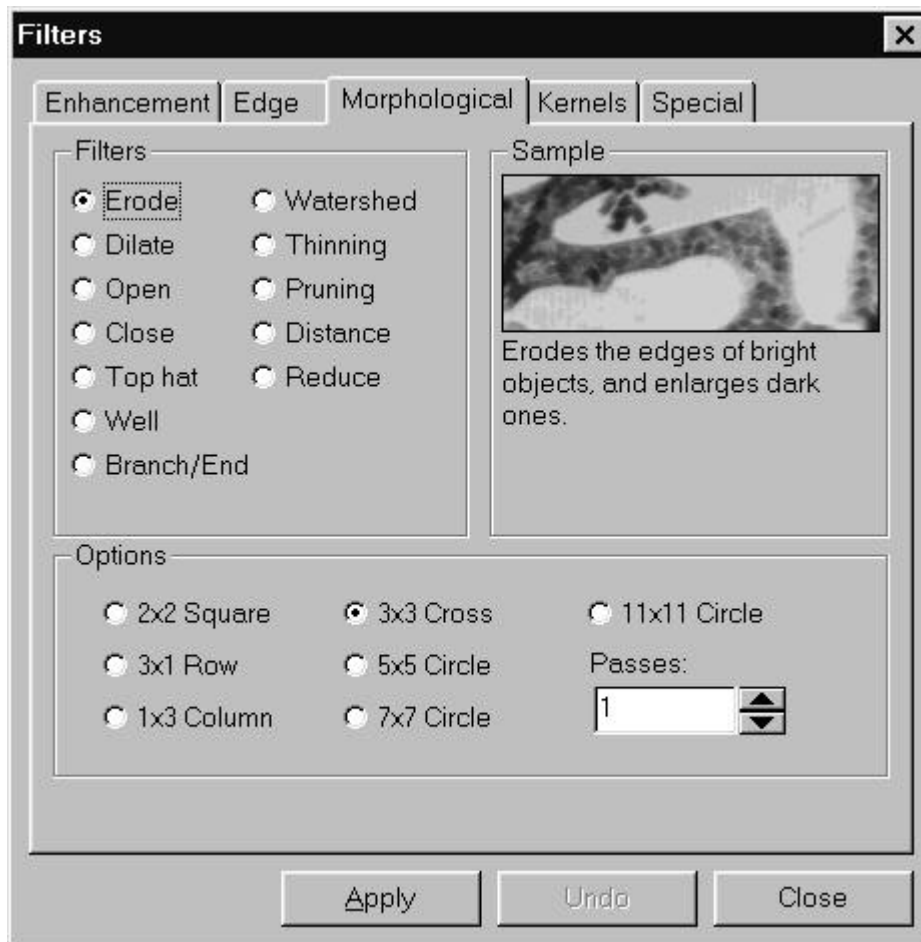 Filters
Enhancement Edge Morphological Kernels Special
Filters
Erode Watershed
Dilate Thinning
Open Pruning
Close Distance
Top hat Reduce
Well
Branch/End
Sample
Erodes the edges of bright
objects, and enlarges dark
ones.
Options
2x2 Square 3x3 Cross 11x11 Circle
3x1 Row 5x5 Circle Passes:
1x3 Column 7x7 Circle 1
Apply Undo Close